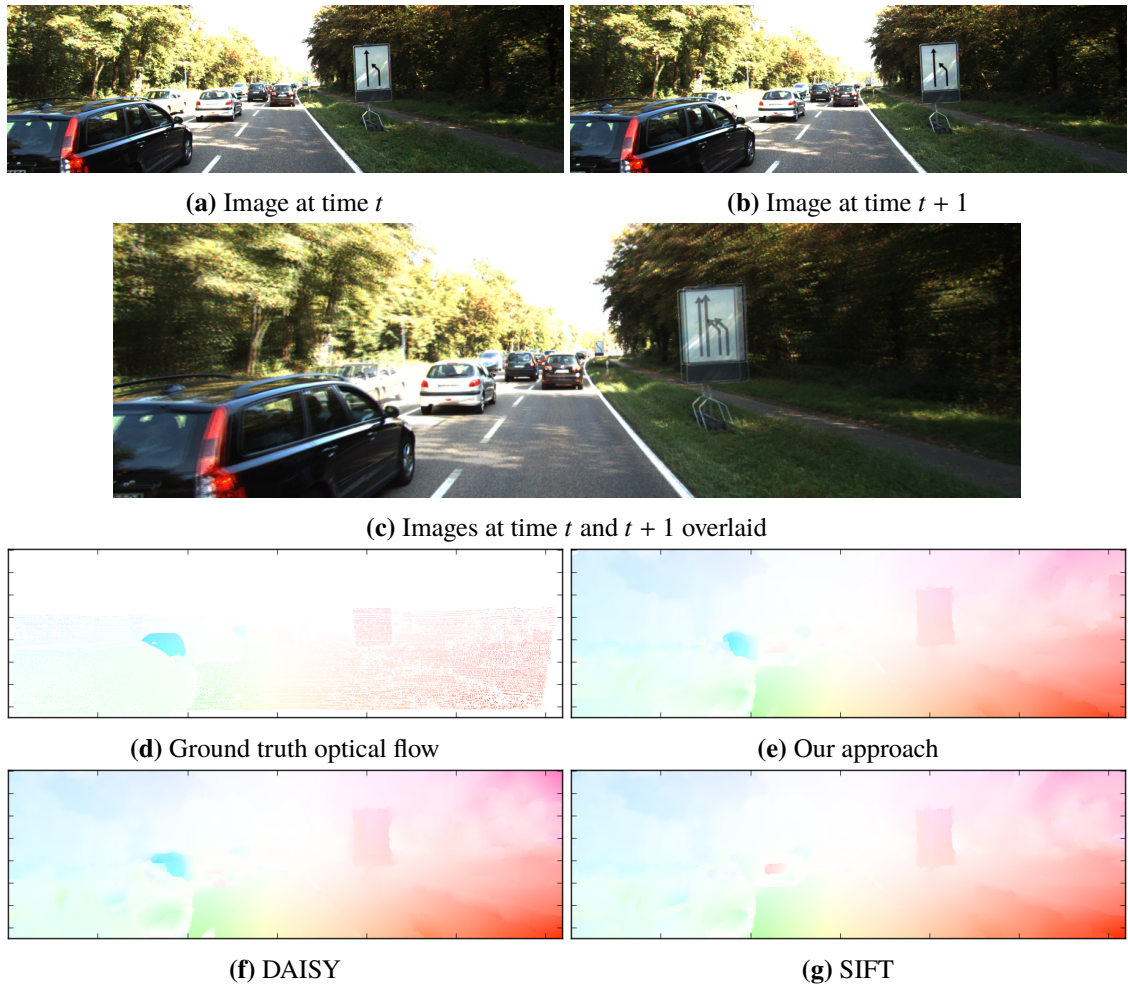 (a) Image at time t
(b) Image at time t + 1
(c) Images at time t and t + 1 overlaid
(d) Ground truth optical flow
(e) Our approach
(f) DAISY
(g) SIFT